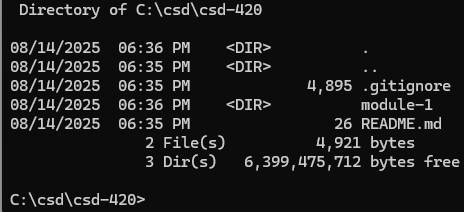 Directory of C:\csd\csd-420
08/14/2025  06:36 PM    <DIR>          .
08/14/2025  06:35 PM    <DIR>          ..
08/14/2025  06:35 PM             4,895 .gitignore
08/14/2025  06:36 PM    <DIR>          module-1
08/14/2025  06:35 PM                26 README.md
               2 File(s)          4,921 bytes
               3 Dir(s)   6,399,475,712 bytes free
C:\csd\csd-420>